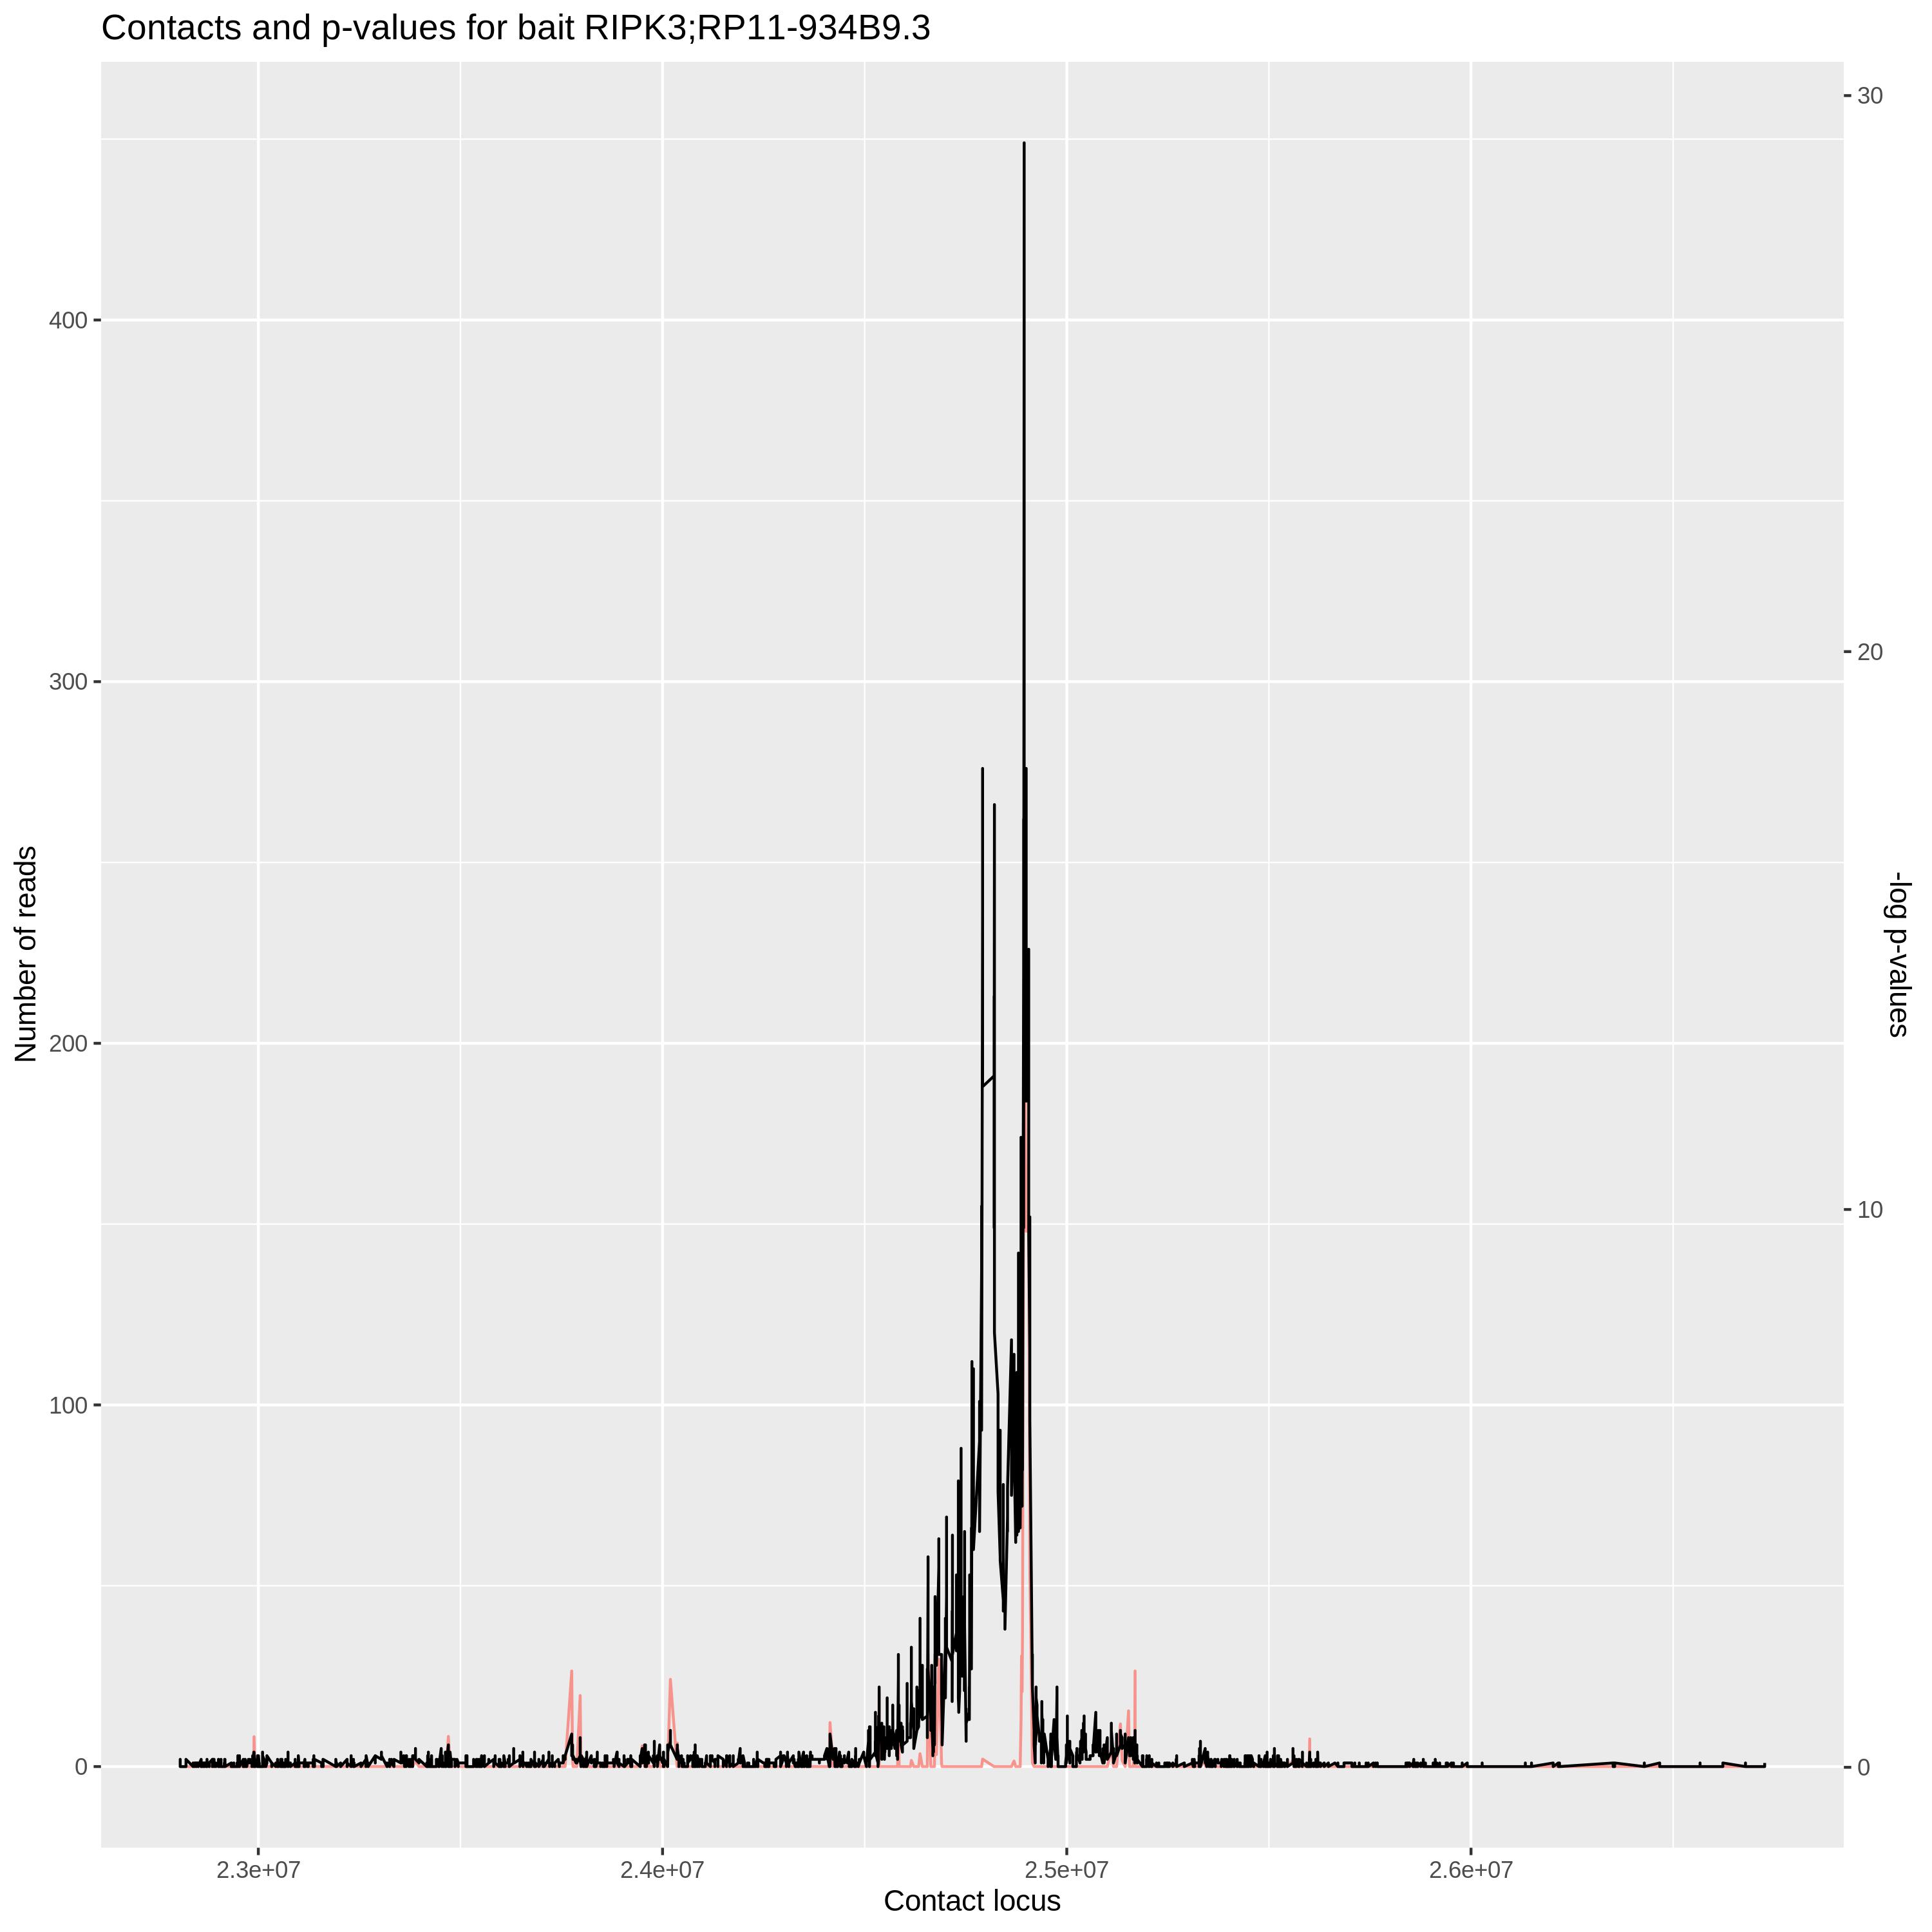 Contacts and p-values for bait RIPK3;RP11-934B9.3
Number of reads
400
300
200
100
0
30
20
10
0
-log p-values
2.3e+07
2.4e+07
2.5e+07
2.6e+07
Contact locus